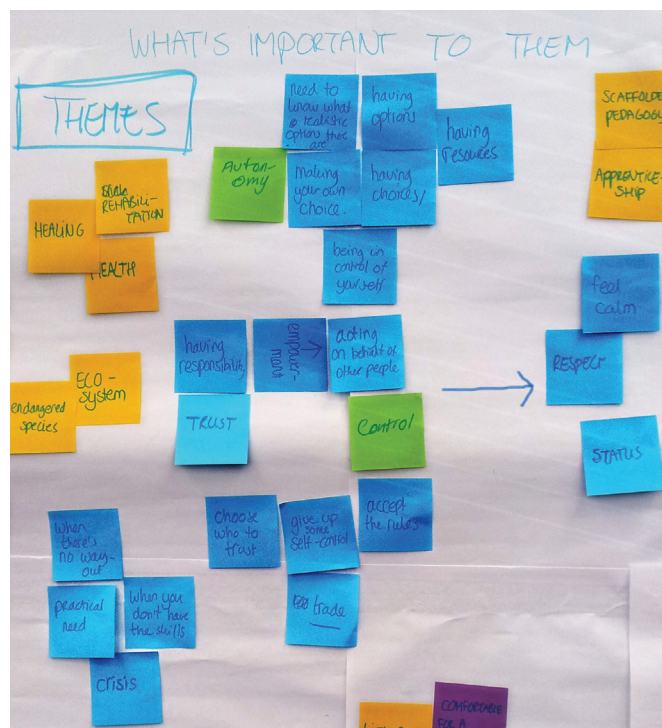 WHAT'S IMPORTANT TO THEM
THEMES
need to
know what
realistic
options there
are
having
options
having
resources
SCAFFOLDED
PEDAGOGY
APPRENTICE-
SHIP
AUTON-
OMY
making
your own
choice.
having
choices/
being in
control of
yourself
REHABILI-
TATION
HEALING
HEALTH
feel
calm
having
responsibility
empower-
ment
acting
on behalf of
other people
RESPECT
ECO-
System
endangered
species
TRUST
Control
STATUS
when
there's
no way-
out
choose
who to
trust
give up
some
self-control
accept
the rules
practical
need
when you
don't have
the skills
trade
crisis
COMFORTABLE
FOR A